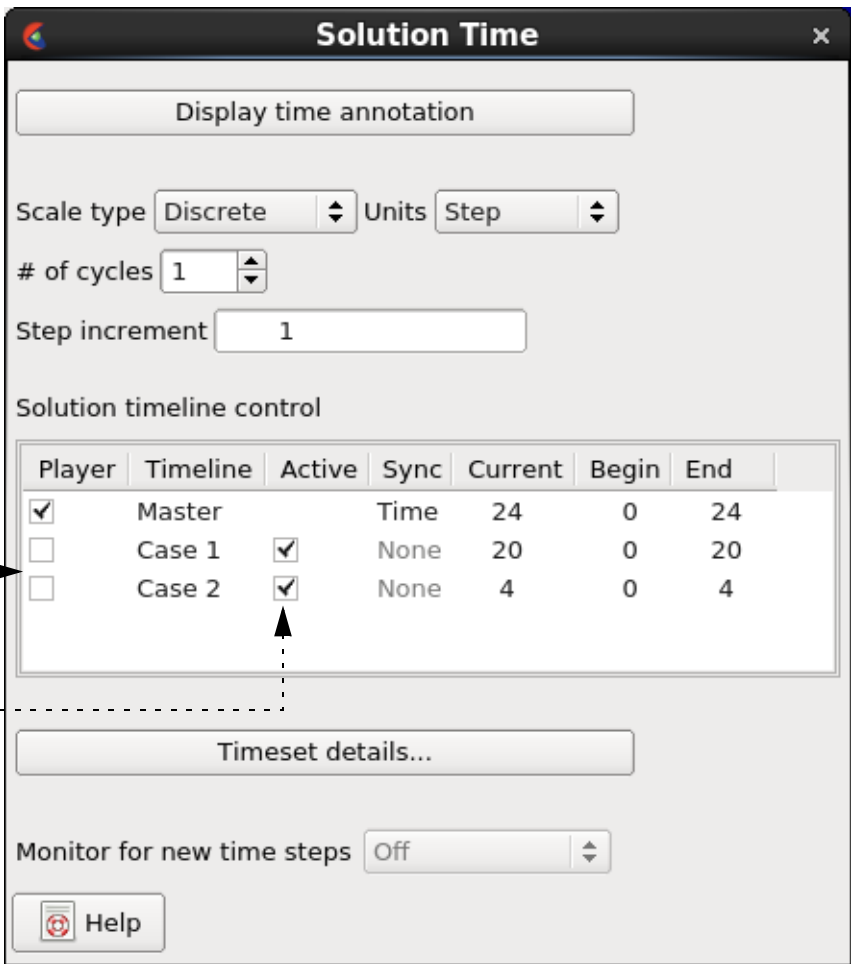 Solution Time
Display time annotation
Scale type Discrete Units Step
# of cycles 1
Step increment 1
Solution timeline control
Player Timeline Active Sync Current Begin End
Master Time 24 0 24
Case 1 None 20 0 20
Case 2 None 4 0 4
Timeset details...
Monitor for new time steps Off
Help